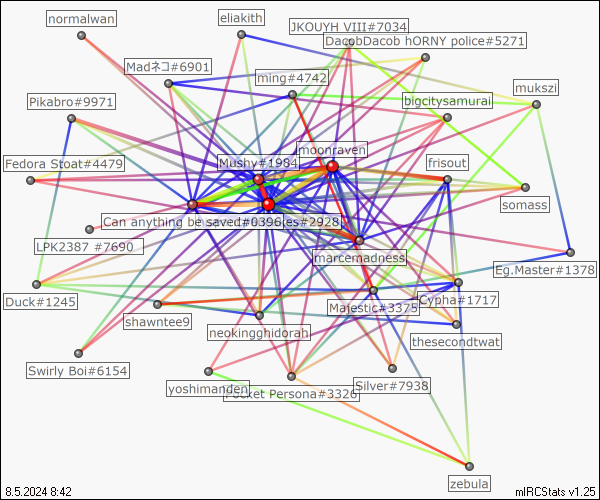 normalwan
eliakith
JKOUYH VIII#7034
DacobDacob hORNY police#5271
Madネコ#6901
ming#4742
mukszi
Pikabro#9971
bigcitysamurai
moonraven
Fedora Stoat#4479
Mushy#1984
frisout
somass
Can anything be saved#0396
es#2928
LPK2387 #7690
marcemadness
Eg.Master#1378
Duck#1245
Majestic#3375
Cypha#1717
shawntee9
neokingghidorah
thesecondtwat
Swirly Boi#6154
yoshimanden
Pocket Persona#3326
Silver#7938
zebula
8.5.2024 8:42
mIRCStats v1.25